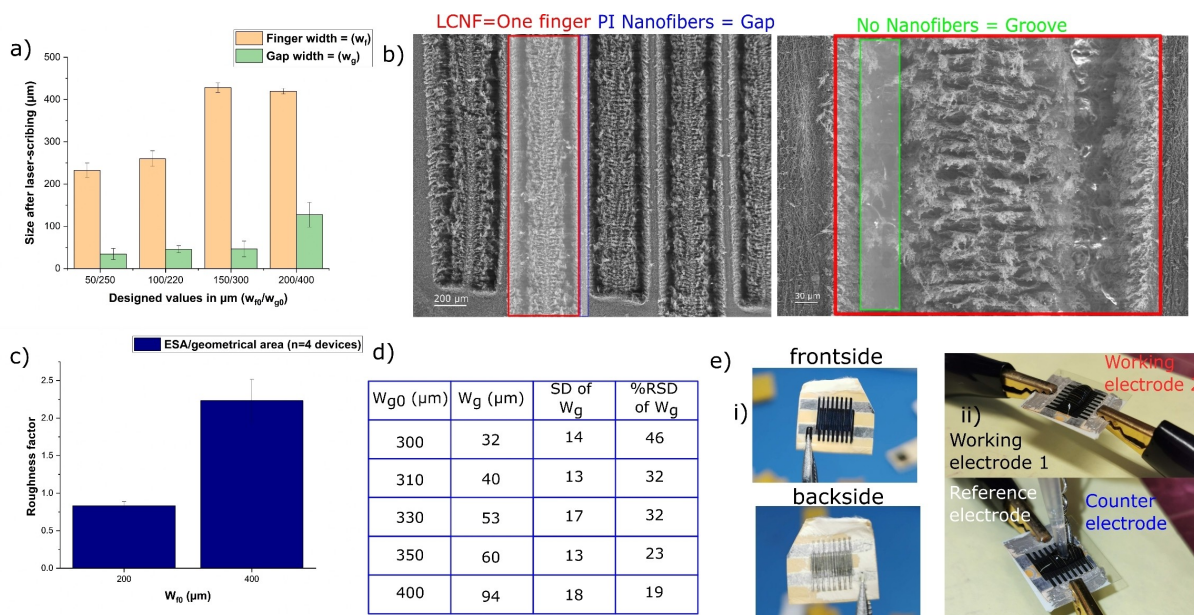 a)
Finger width = (wf)
Gap width = (wg)
Size after laser-scribing (µm)
500
400
300
200
100
0
50/250
100/220
150/300
200/400
Designed values in µm (wf0/wg0)
b)
LCNF=One finger
PI Nanofibers = Gap
No Nanofibers = Groove
200 µm
30 µm
c)
ESA/geometrical area (n=4 devices)
Roughness factor
2.5
2.0
1.5
1.0
0.5
0.0
200
400
Wf0 (µm)
d)
Wg0 (µm) Wg (µm) SD of Wg %RSD of Wg
300 32 14 46
310 40 13 32
330 53 17 32
350 60 13 23
400 94 18 19
e)
frontside
i)
backside
Working
electrode
ii)
Working
electrode 1
Reference
electrode
Counter
electrode